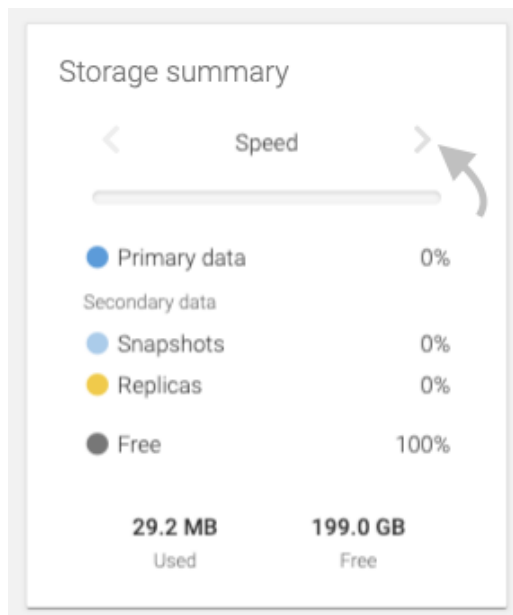 Storage summary
Speed
Primary data 0%
Secondary data
Snapshots 0%
Replicas 0%
Free 100%
29.2 MB 199.0 GB
Used Free